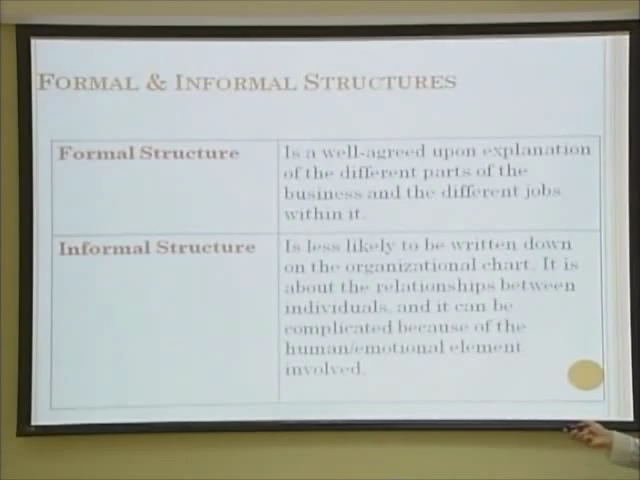 FORMAL & INFORMAL STRUCTURES
Formal Structure
Is a well-agreed upon explanation
of the different parts of the
business and the different jobs
within it.
Informal Structure
Is less likely to be written down
on the organizational chart. It is
about the relationships between
individuals, and it can be
complicated because of the
human/emotional element
involved.